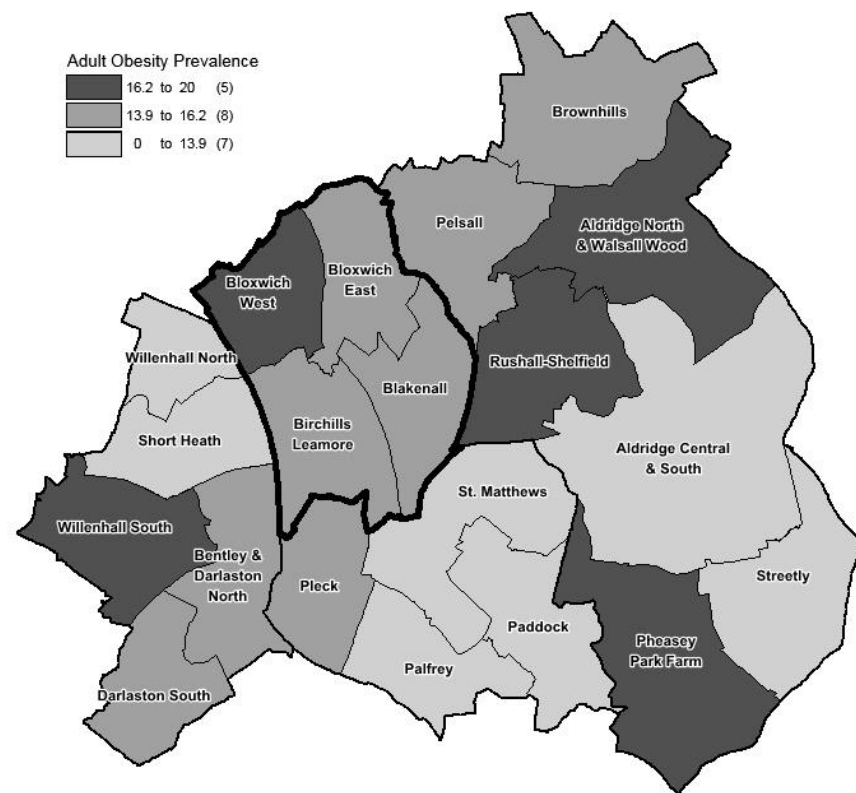 Adult Obesity Prevalence
16.2 to 20 (5)
13.9 to 16.2 (8)
0 to 13.9 (7)
Brownhills
Pelsall
Aldridge North
& Walsall Wood
Bloxwich
West
Bloxwich
East
Willenhall North
Rushall-Shelfield
Blakenall
Birchills
Leamore
Short Heath
Aldridge Central
& South
St. Matthews
Willenhall South
Bentley &
Darlaston
North
Pleck
Streetly
Paddock
Pheasey
Park Farm
Palfrey
Darlaston South